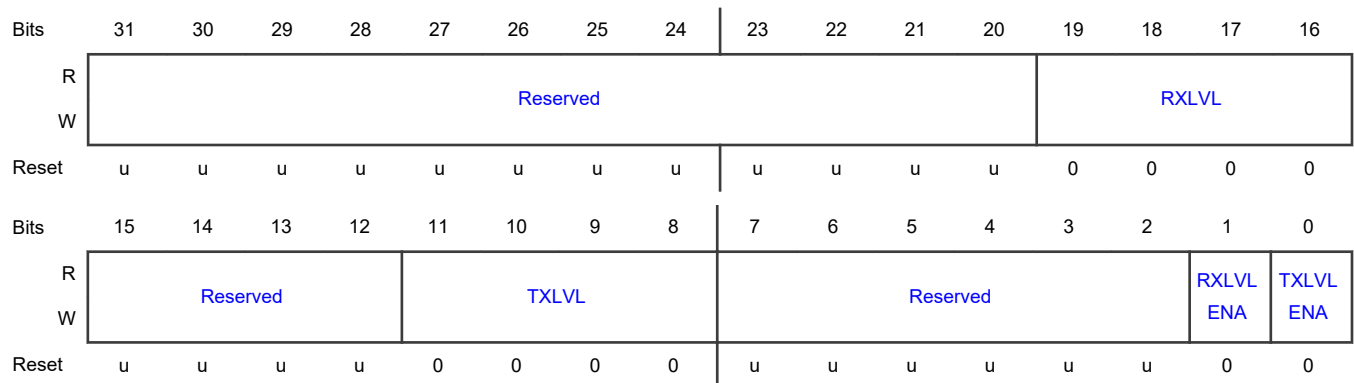 Bits 31 30 29 28 27 26 25 24 23 22 21 20 19 18 17 16
R
Reserved RXLVL
W
Reset u u u u u u u u u u u u 0 0 0 0
Bits 15 14 13 12 11 10 9 8 7 6 5 4 3 2 1 0
R RXLVL TXLVL
Reserved TXLVL Reserved
W ENA ENA
Reset u u u u 0 0 0 0 u u u u u u 0 0